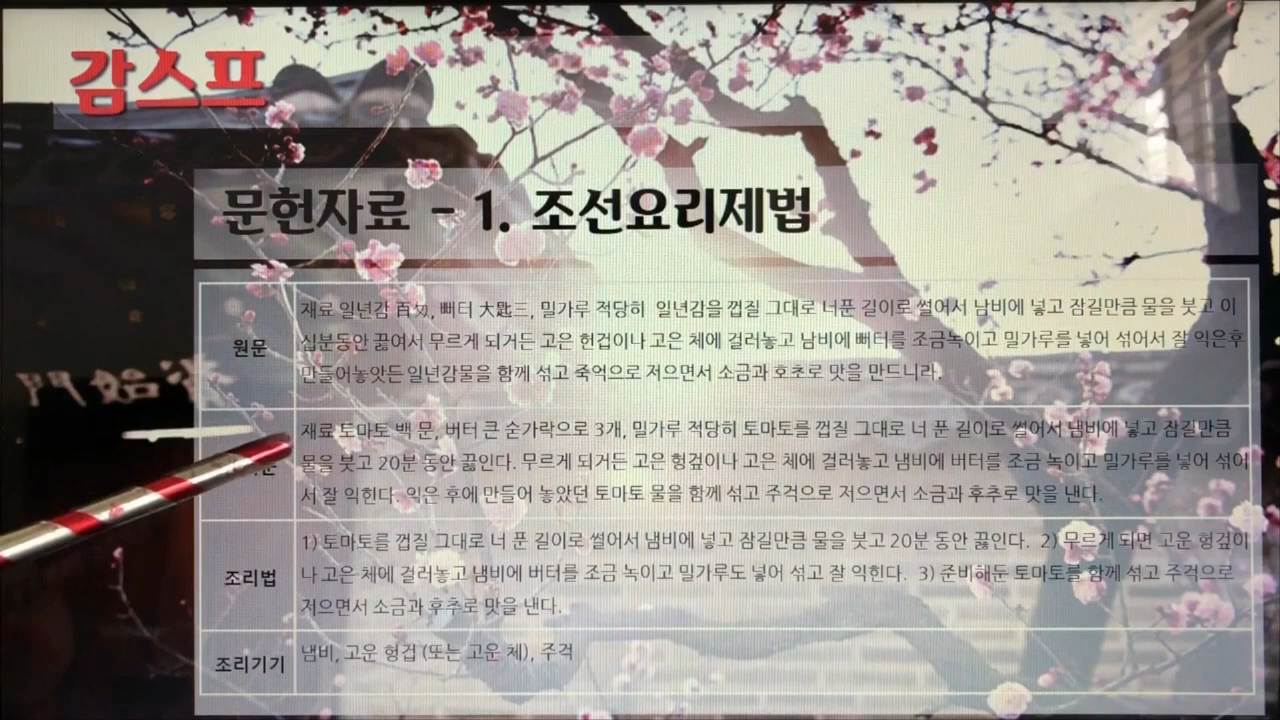 감스프
문헌자료 - 1. 조선요리제법
원문
재료 일년감 百匁, 뻐터 大匙三, 밀가루 적당히 일년감을 껍질 그대로 너푼 길이로 썰어서 남비에 넣고 잠길만큼 물을 붓고 이
십분동안 끓여서 무르게 되거든 고은 헌겁이나 고은 체에 걸러놓고 남비에 뻐터를 조금녹이고 밀가루를 넣어 섞어서 잘 익은후
만들어놓앗든 일년감물을 함께 섞고 죽억으로 저으면서 소금과 호초로 맛을 만드니라.
재료 토마토 백 문, 버터 큰 숟가락으로 3개, 밀가루 적당히 토마토를 껍질 그대로 너 푼 길이로 썰어서 냄비에 넣고 잠길만큼
물을 붓고 20분 동안 끓인다. 무르게 되거든 고은 헝겊이나 고은 체에 걸러놓고 냄비에 버터를 조금 녹이고 밀가루를 넣어 섞어
서 잘 익힌다. 익은 후에 만들어 놓았던 토마토 물을 함께 섞고 주걱으로 저으면서 소금과 후추로 맛을 낸다.
조리법
1) 토마토를 껍질 그대로 너 푼 길이로 썰어서 냄비에 넣고 잠길만큼 물을 붓고 20분 동안 끓인다. 2) 무르게 되면 고운 헝겊이
나 고은 체에 걸러놓고 냄비에 버터를 조금 녹이고 밀가루도 넣어 섞고 잘 익힌다. 3) 준비해둔 토마토를 함께 섞고 주걱으로
저으면서 소금과 후추로 맛을 낸다.
조리기기
냄비, 고운 헝겁 (또는 고운 체), 주걱